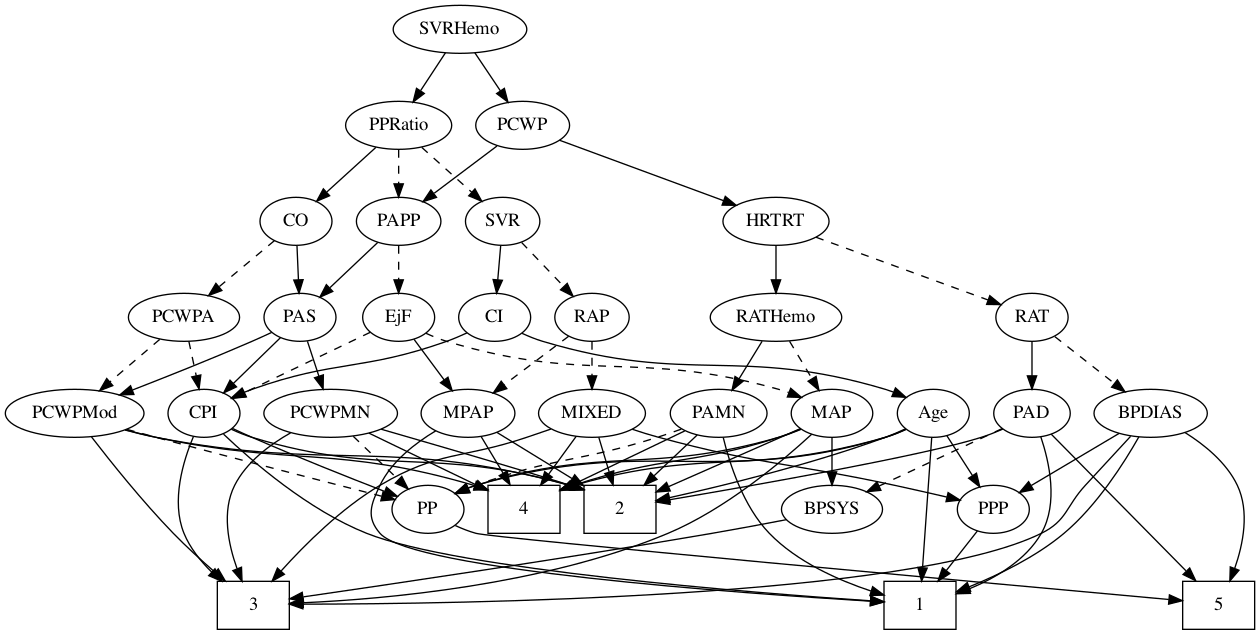 SVRHemo
PPRatio
PCWP
CO
PAPP
SVR
HRTRT
PCWPA
PAS
EjF
CI
RAP
RATHemo
RAT
PCWPMod
CPI
PCWPMN
MPAP
MIXED
PAMN
MAP
Age
PAD
BPDIAS
PP
4
2
BPSYS
PPP
3
1
5